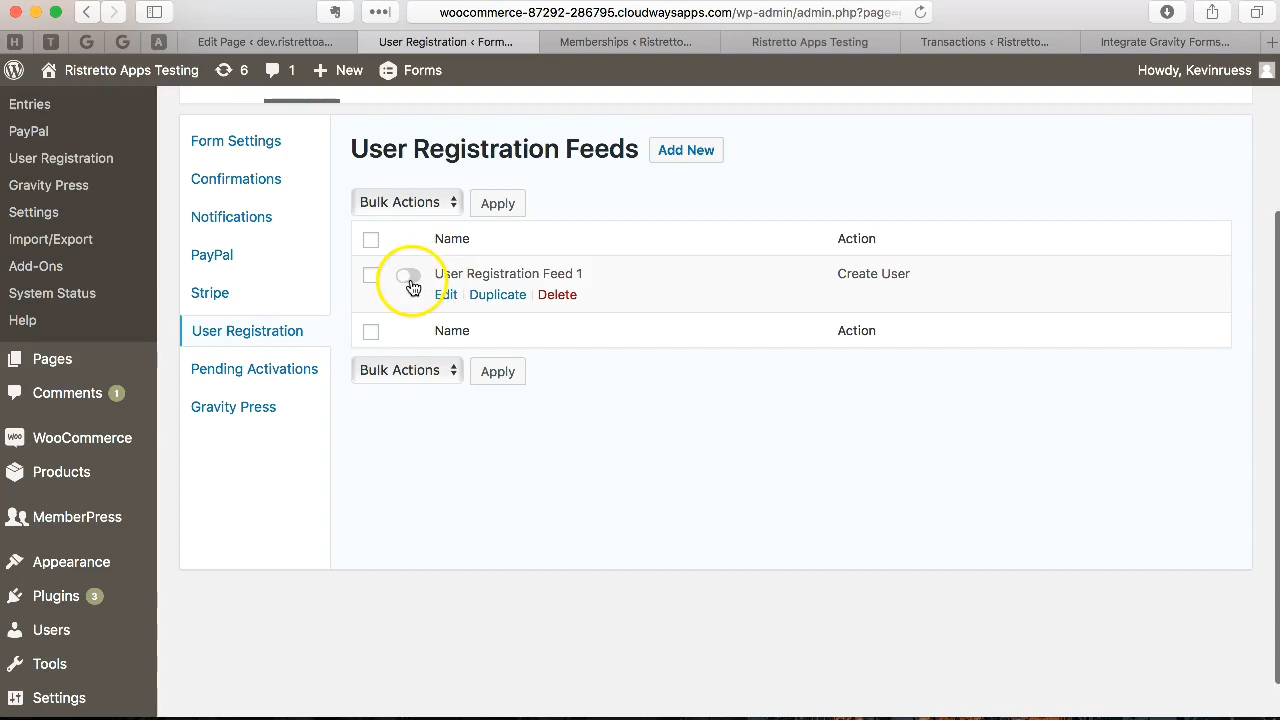 woocommerce-87292-286795.cloudwaysapps.com/wp-admin/admin.php?page=
H T G G A Edit Page < dev.ristrettoa... User Registration < Form... Memberships < Ristretto... Ristretto Apps Testing Transactions < Ristretto... Integrate Gravity Forms...
Ristretto Apps Testing 6 1 New Forms Howdy, Kevinruess
Entries
PayPal
User Registration
Gravity Press
Settings
Import/Export
Add-Ons
System Status
Help
Pages
Comments 1
WooCommerce
Products
MemberPress
Appearance
Plugins 3
Users
Tools
Settings
Form Settings
Confirmations
Notifications
PayPal
Stripe
User Registration
Pending Activations
Gravity Press
User Registration Feeds Add New
Bulk Actions Apply
Name Action
User Registration Feed 1 Create User
Edit | Duplicate | Delete
Name Action
Bulk Actions Apply